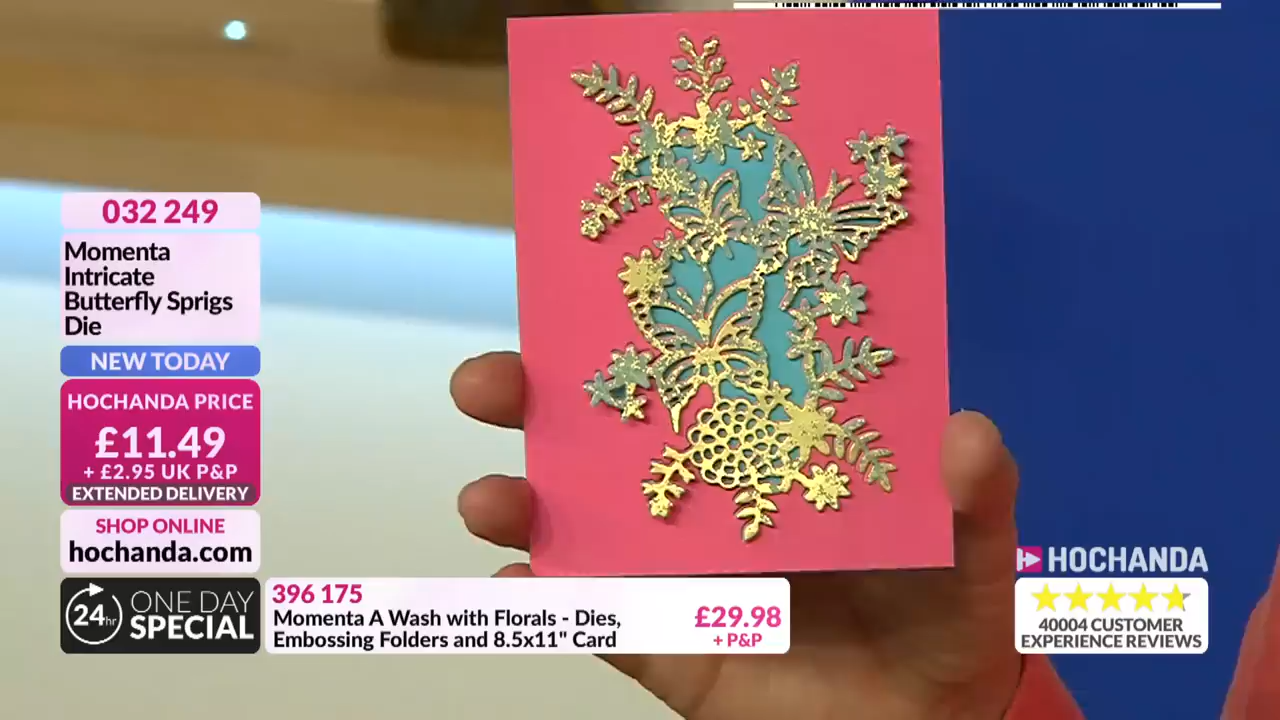 032 249
Momenta
Intricate
Butterfly Sprigs
Die
NEW TODAY
HOCHANDA PRICE
£11.49
+ £2.95 UK P&P
EXTENDED DELIVERY
SHOP ONLINE
hochanda.com
24hr ONE DAY
SPECIAL
396 175
Momenta A Wash with Florals - Dies,
Embossing Folders and 8.5x11" Card
£29.98
+ P&P
HOCHANDA
40004 CUSTOMER
EXPERIENCE REVIEWS